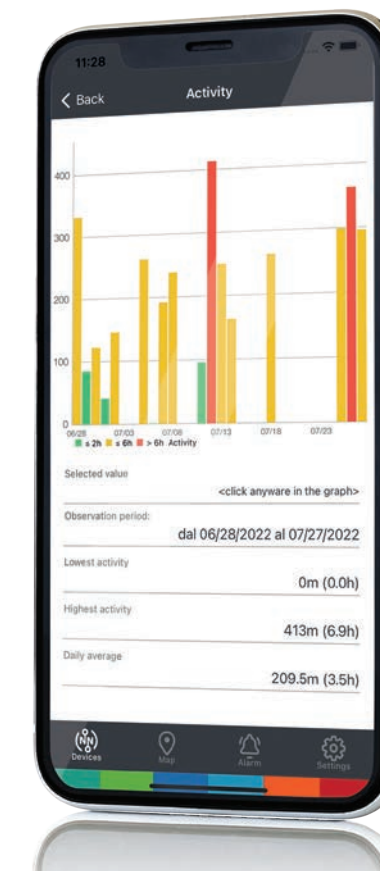 11:28
Back
Activity
400
300
200
100
0
06/28 07/03 07/08 07/13 07/18 07/23
≤ 2h ≤ 6h > 6h Activity
Selected value
<click anyware in the graph>
Observation period:
dal 06/28/2022 al 07/27/2022
Lowest activity
0m (0.0h)
Highest activity
413m (6.9h)
Daily average
209.5m (3.5h)
Devices Map Alarm Settings